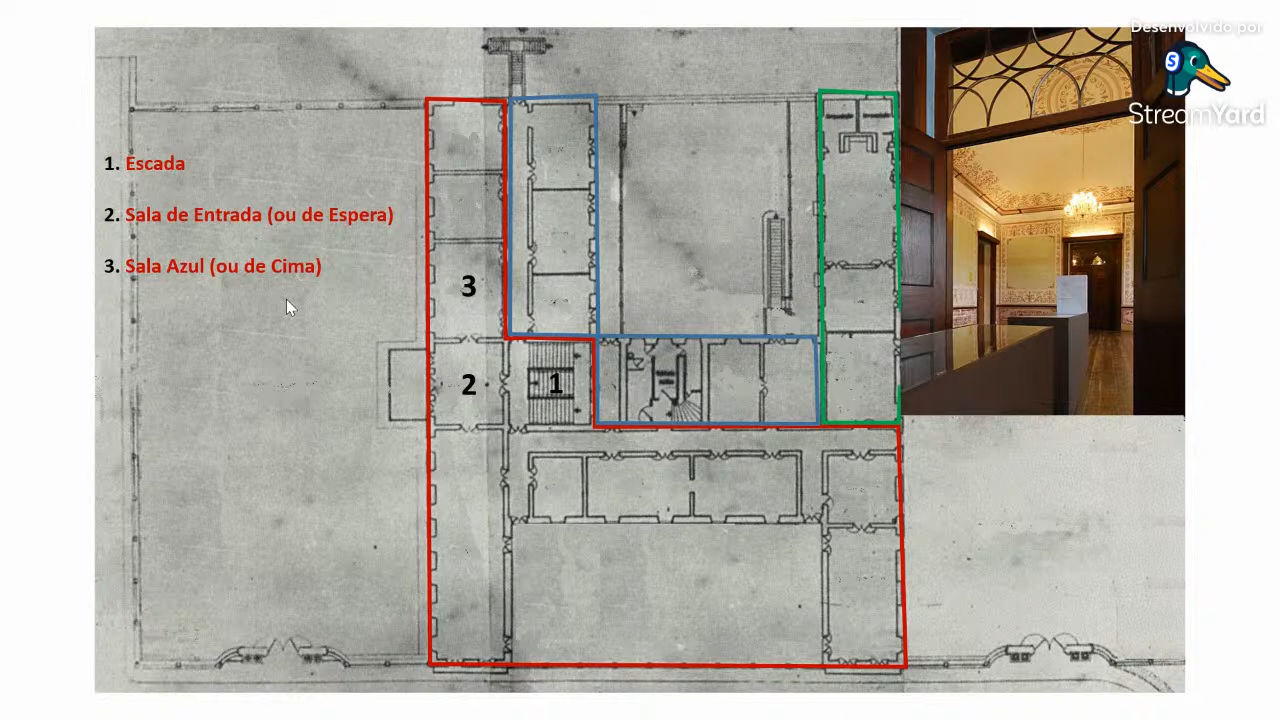 Desenvolvido por
StreamYard
1. Escada
2. Sala de Entrada (ou de Espera)
3. Sala Azul (ou de Cima)
3
2
1